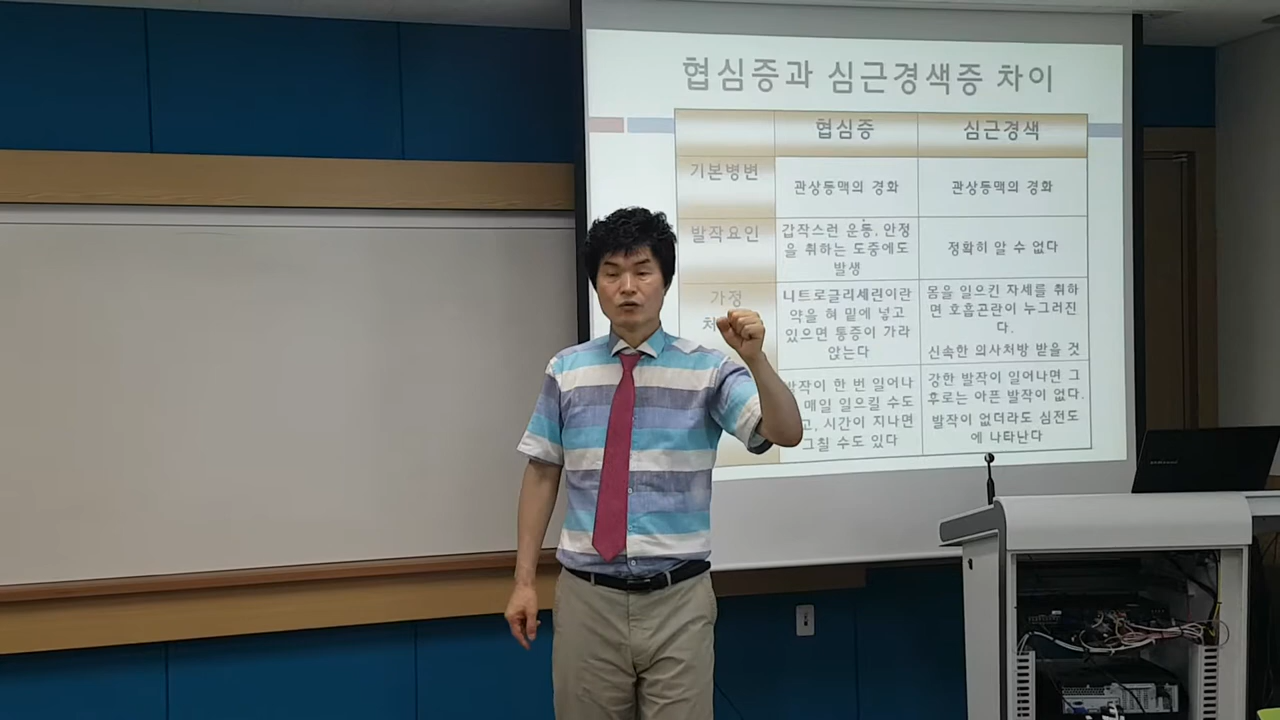 협심증과 심근경색증 차이
협심증 심근경색
기본병변
관상동맥의 경화
관상동맥의 경화
발작요인
갑작스런 운동, 안정
을 취하는 도중에도
발생
정확히 알 수 없다
가정
니트로글리세린이란
약을 혀 밑에 넣고
있으면 통증이 가라
앉는다
몸을 일으킨 자세를 취하
면 호흡곤란이 누그러진
다.
신속한 의사처방 받을 것
발작이 한 번 일어나
매일 일으킬 수도
고, 시간이 지나면
그칠 수도 있다
강한 발작이 일어나면 그
후로는 아픈 발작이 없다.
발작이 없더라도 심전도
에 나타난다